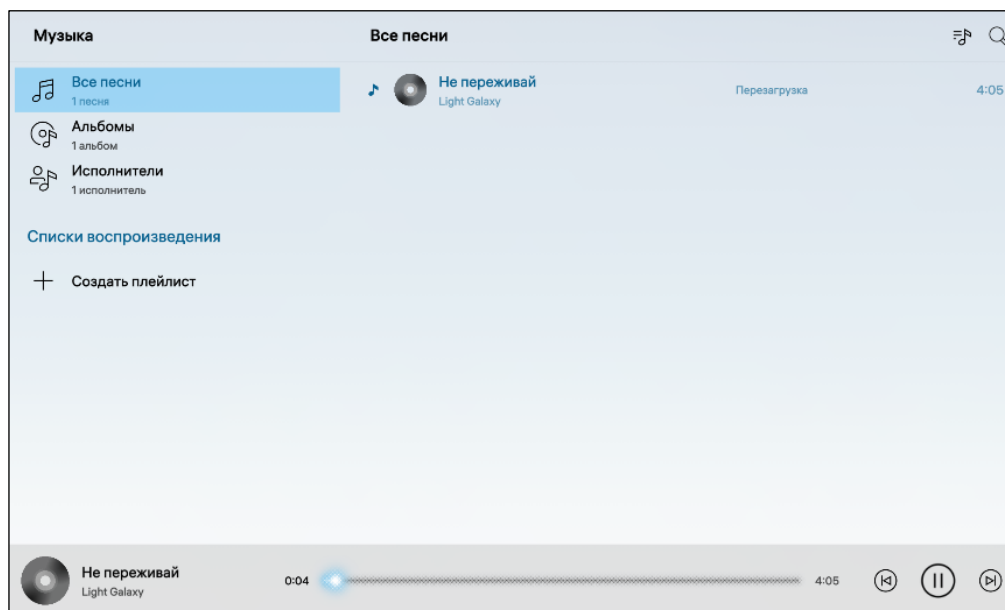 Музыка
Все песни
Все песни
1 песня
Альбомы
1 альбом
Исполнители
1 исполнитель
Списки воспроизведения
Создать плейлист
Не переживай
Light Galaxy
Перезагрузка
4:05
Не переживай
Light Galaxy
0:04
4:05